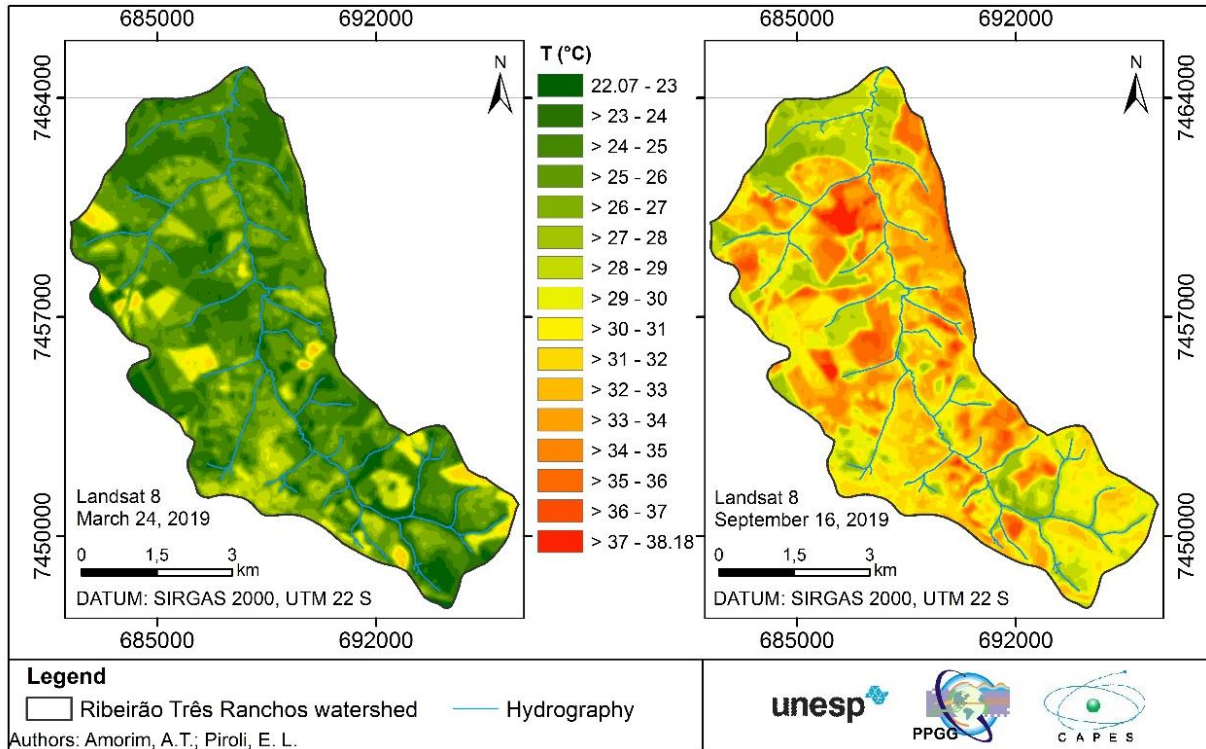 685000 692000
685000 692000
7464000
7457000
7450000
N
Landsat 8
March 24, 2019
0 1,5 3
km
DATUM: SIRGAS 2000, UTM 22 S
685000 692000
T (°C)
22.07 - 23
> 23 - 24
> 24 - 25
> 25 - 26
> 26 - 27
> 27 - 28
> 28 - 29
> 29 - 30
> 30 - 31
> 31 - 32
> 32 - 33
> 33 - 34
> 34 - 35
> 35 - 36
> 36 - 37
> 37 - 38.18
7464000
7457000
7450000
N
Landsat 8
September 16, 2019
0 1,5 3
km
DATUM: SIRGAS 2000, UTM 22 S
685000 692000
Legend
Ribeirão Três Ranchos watershed
Hydrography
Authors: Amorim, A.T.; Piroli, E. L.
unesp
PPGG
CAPES